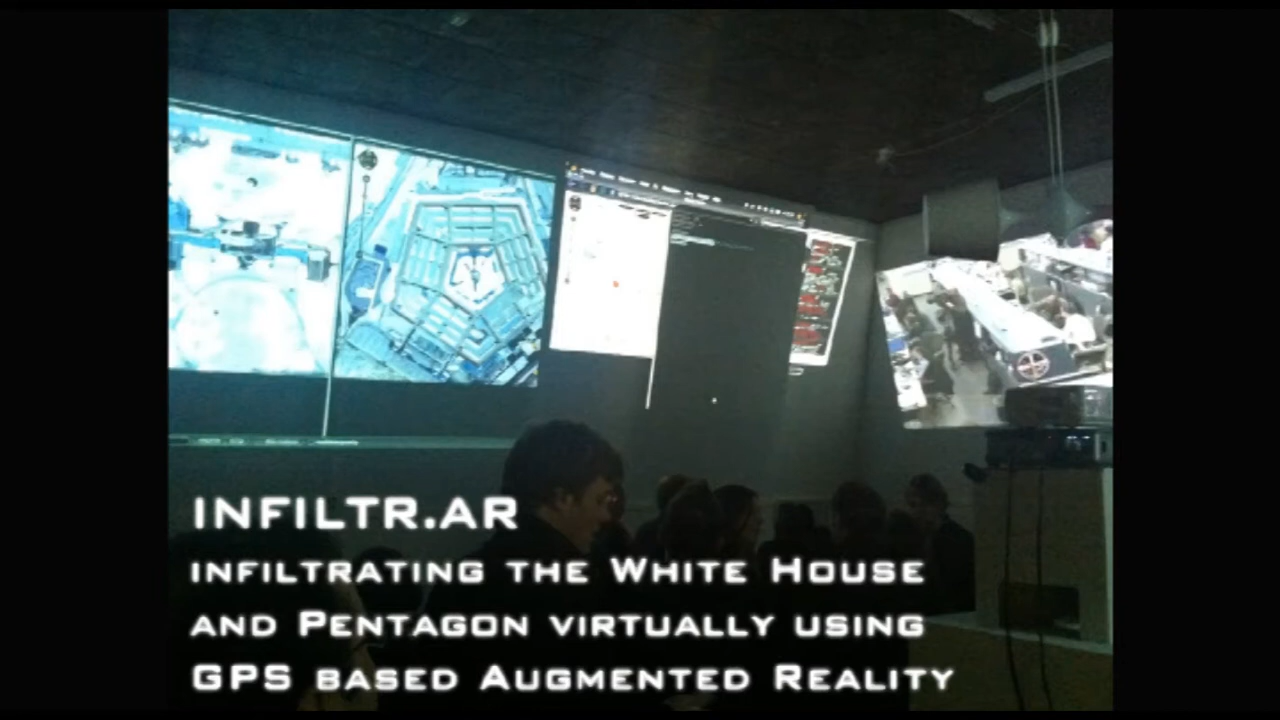 INFILTR.AR
INFILTRATING THE WHITE HOUSE
AND PENTAGON VIRTUALLY USING
GPS BASED AUGMENTED REALITY